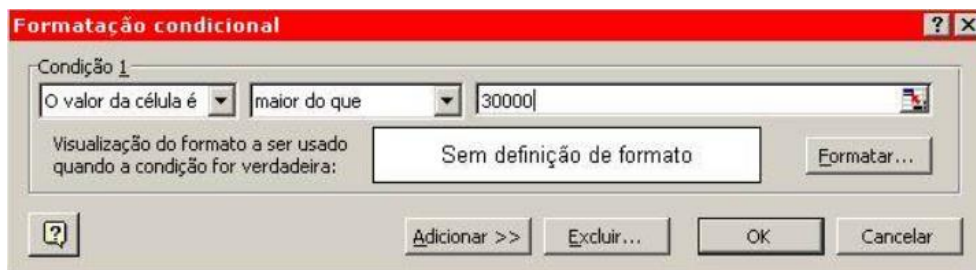 Formatação condicional
Condição 1
O valor da célula é maior do que 30000
Visualização do formato a ser usado
quando a condição for verdadeira:
Sem definição de formato
Formatar...
Adicionar >> Excluir... OK Cancelar